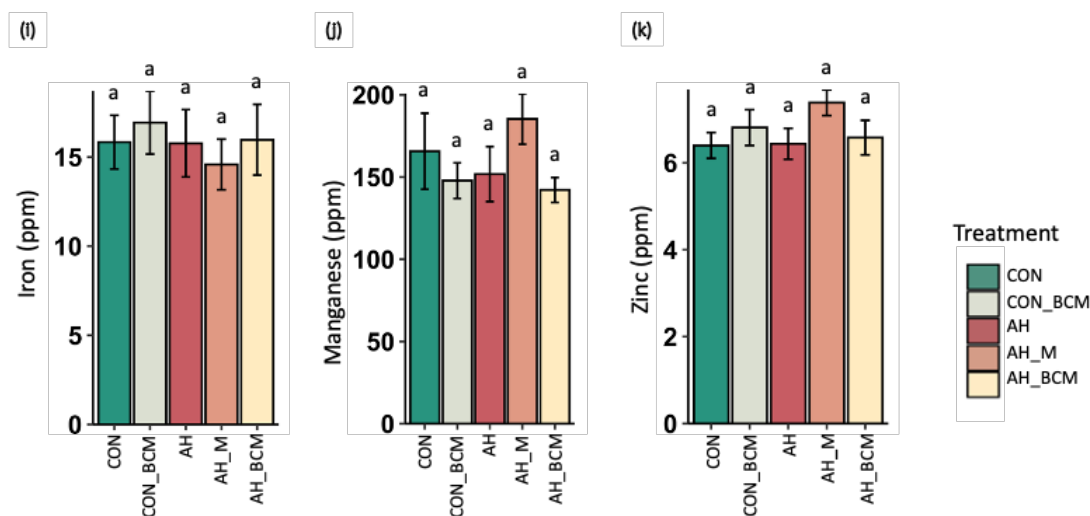 (i)
a
a
a
a
a
Iron (ppm)
15
10
5
0
CON
CON_BCM
AH
AH_M
AH_BCM
(j)
a
a
a
a
a
Manganese (ppm)
200
150
100
50
0
CON
CON_BCM
AH
AH_M
AH_BCM
(k)
a
a
a
a
a
Zinc (ppm)
6
4
2
0
CON
CON_BCM
AH
AH_M
AH_BCM
Treatment
CON
CON_BCM
AH
AH_M
AH_BCM